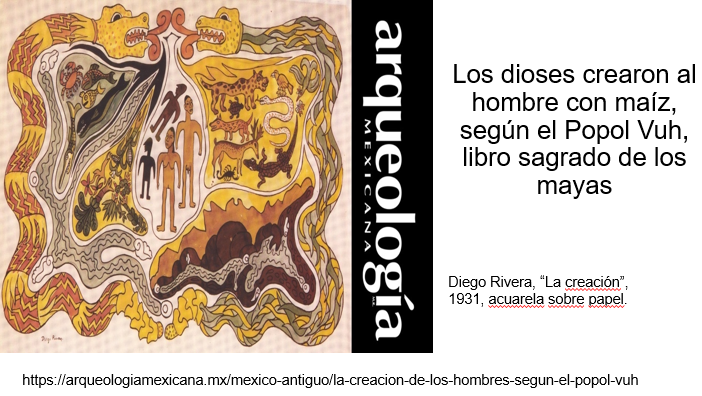 arqueología
MEXICANA
Los dioses crearon al
hombre con maíz,
según el Popol Vuh,
libro sagrado de los
mayas
Diego Rivera, “La creación”,
1931, acuarela sobre papel.
https://arqueologiamexicana.mx/mexico-antiguo/la-creacion-de-los-hombres-segun-el-popol-vuh